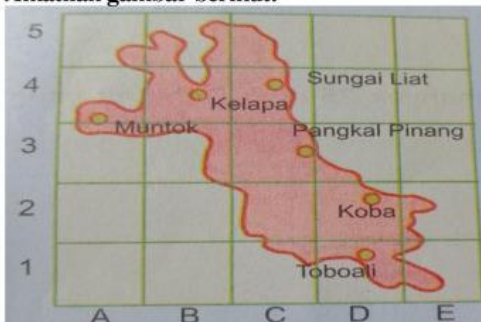 5
4
3
2
1
Sungai Liat
Kelapa
Muntok
Pangkal Pinang
Koba
Toboali
A B C D E